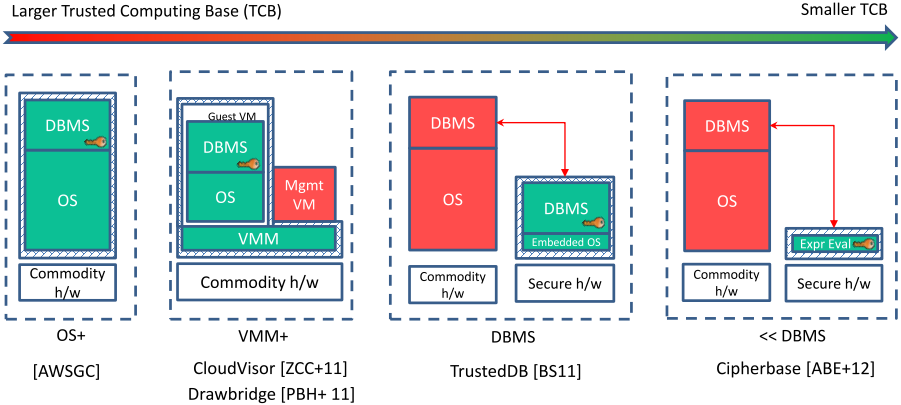 Larger Trusted Computing Base (TCB)
Smaller TCB
DBMS
OS
Commodity
h/w
OS+
[AWSGC]
Guest VM
DBMS
OS
Mgmt
VM
VMM
Commodity h/w
VMM+
CloudVisor [ZCC+11]
Drawbridge [PBH+ 11]
DBMS
OS
DBMS
Embedded OS
Commodity
h/w
Secure h/w
DBMS
TrustedDB [BS11]
DBMS
OS
Expr Eval
Commodity
h/w
Secure h/w
<< DBMS
Cipherbase [ABE+12]